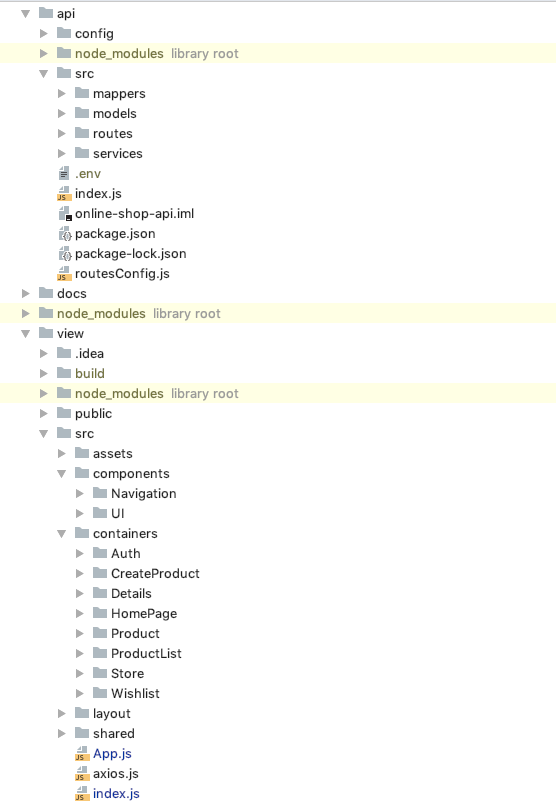 api
config
node_modules library root
src
mappers
models
routes
services
.env
index.js
online-shop-api.iml
package.json
package-lock.json
routesConfig.js
docs
node_modules library root
view
.idea
build
node_modules library root
public
src
assets
components
Navigation
UI
containers
Auth
CreateProduct
Details
HomePage
Product
ProductList
Store
Wishlist
layout
shared
App.js
axios.js
index.js